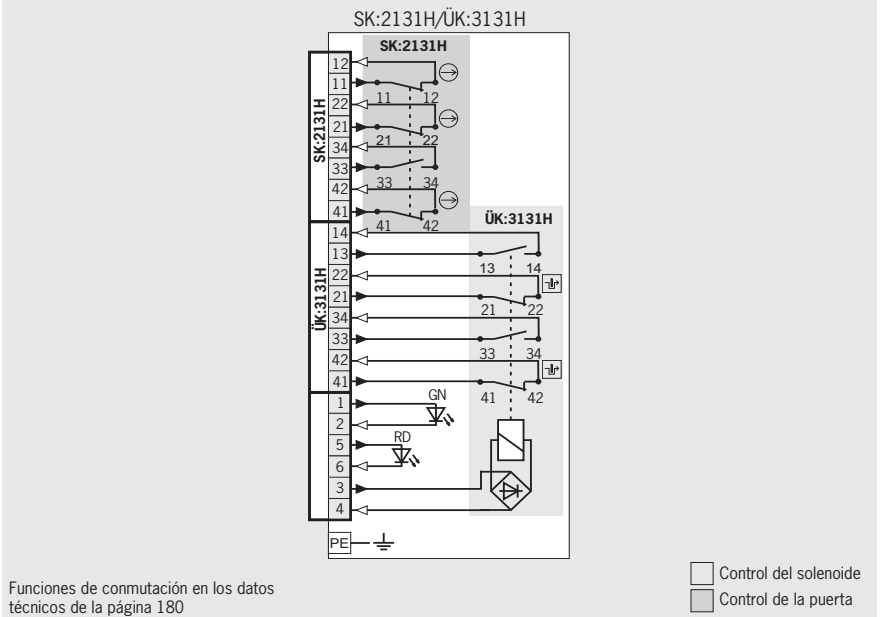 SK:2131H/ÜK:3131H
SK:2131H
SK:2131H
12
11
11 12
22
21
21 22
34
33
33 34
42
41
41 42
ÜK:3131H
ÜK:3131H
14
13
13 14
22
21
21 22
34
33
33 34
42
41
41 42
1
GN
2
5
RD
6
3
4
PE
Control del solenoide
Control de la puerta
Funciones de conmutación en los datos
técnicos de la página 180